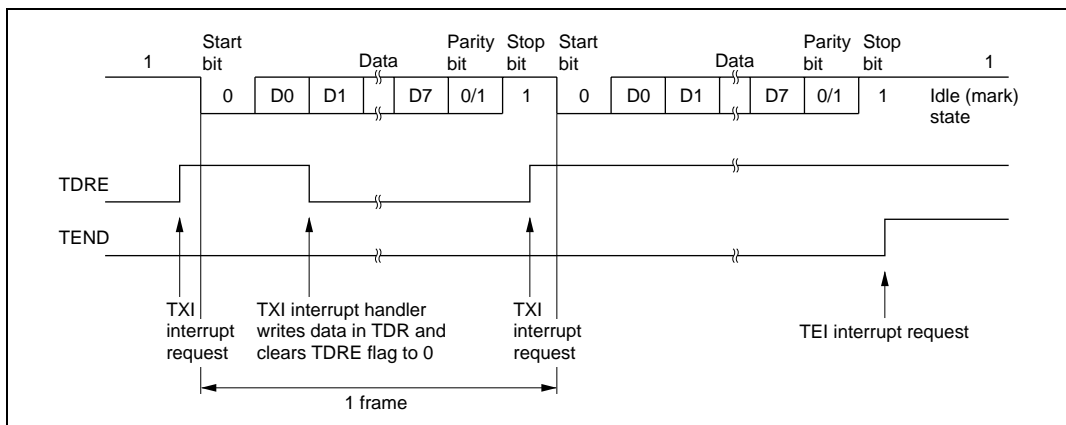 Start Parity Stop Start Parity Stop
1 bit Data bit bit bit Data bit bit 1
0 D0 D1 D7 0/1 1 0 D0 D1 D7 0/1 1 Idle (mark)
state
TDRE
TEND
TXI
interrupt
request
TXI interrupt handler
writes data in TDR and
clears TDRE flag to 0
TXI
interrupt
request
TEI interrupt request
1 frame